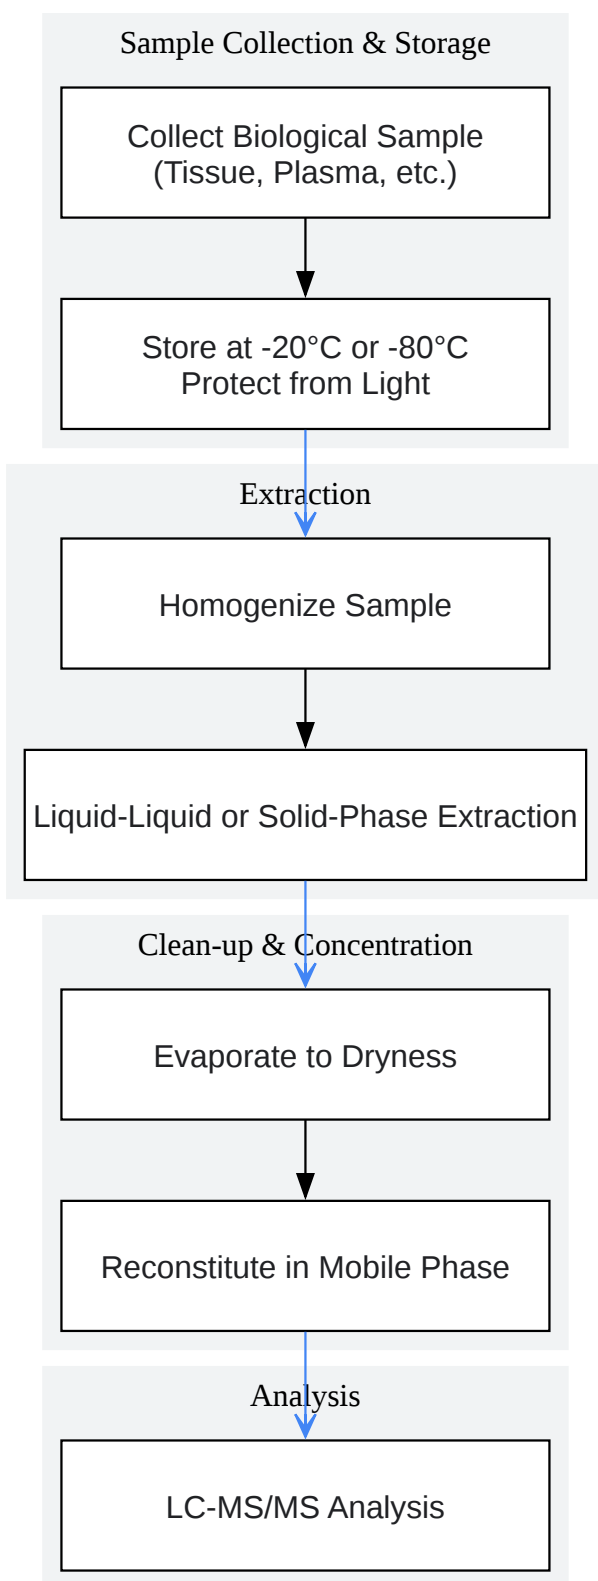 Sample Collection & Storage
Collect Biological Sample
(Tissue, Plasma, etc.)
Store at -20°C or -80°C
Protect from Light
Extraction
Homogenize Sample
Liquid-Liquid or Solid-Phase Extraction
Clean-up & Concentration
Evaporate to Dryness
Reconstitute in Mobile Phase
Analysis
LC-MS/MS Analysis